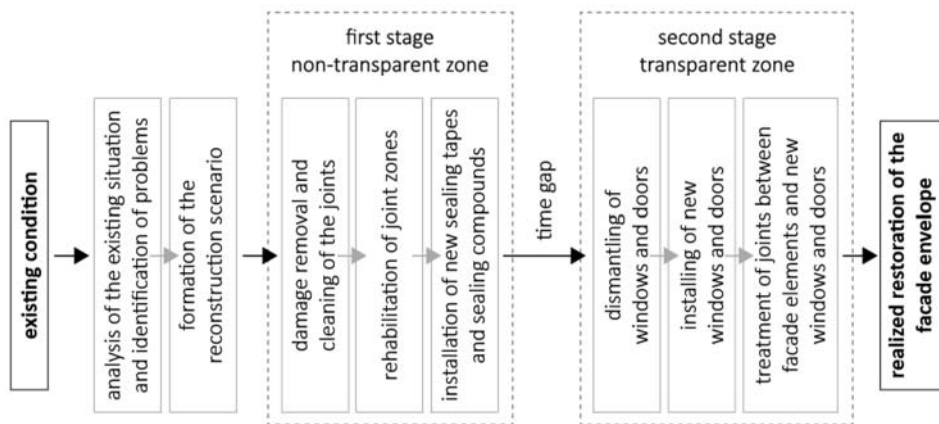 existing condition
analysis of the existing situation
and identification of problems
formation of the
reconstruction scenario
first stage
non-transparent zone
damage removal and
cleaning of the joints
rehabilitation of joint zones
installation of new sealing tapes
and sealing compounds
time gap
second stage
transparent zone
dismantling of
windows and doors
installing of new
windows and doors
treatment of joints between
facade elements and new
windows and doors
realized restoration of the
facade envelope